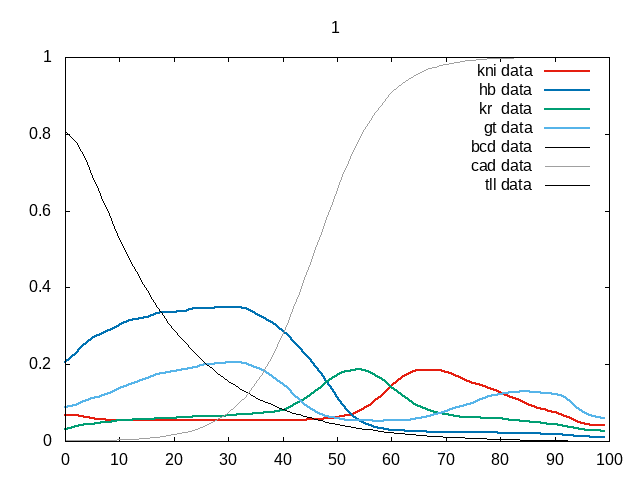 1
1
0.8
0.6
0.4
0.2
0
kni data
hb data
kr  data
gt data
bcd data
cad data
tll data
0 10 20 30 40 50 60 70 80 90 100